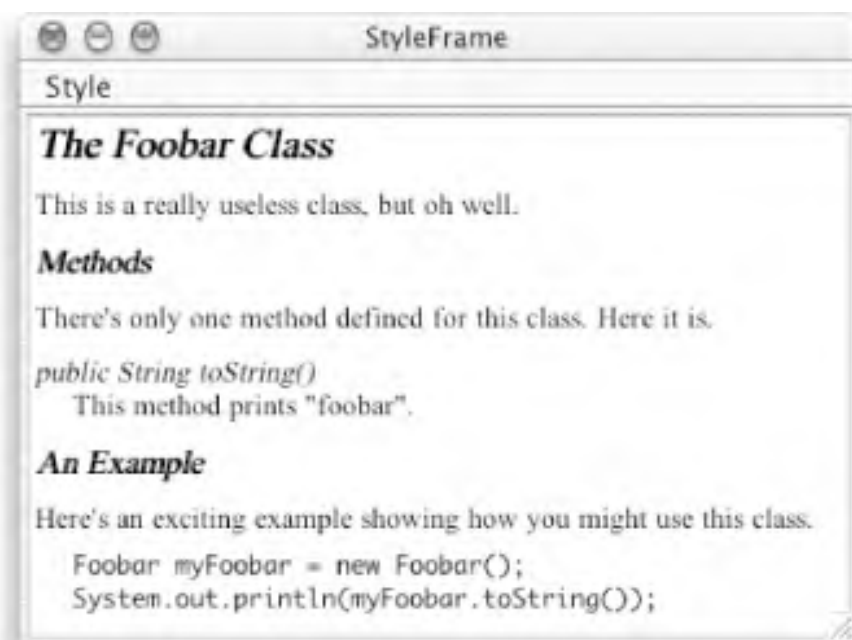 StyleFrame
Style
The Foobar Class
This is a really useless class, but oh well.
Methods
There's only one method defined for this class. Here it is.
public String toString()
This method prints "foobar".
An Example
Here's an exciting example showing how you might use this class.
Foobar myFoobar = new Foobar();
System.out.println(myFoobar.toString());